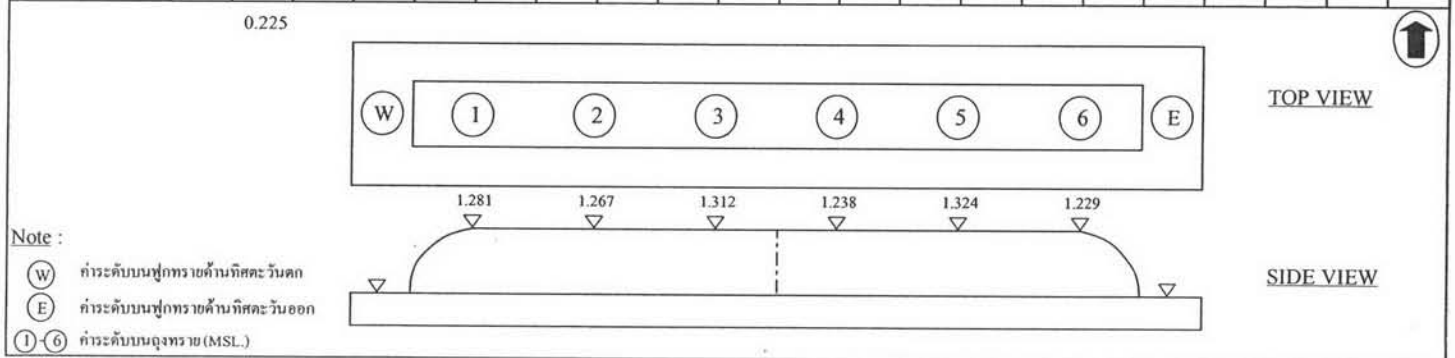 0.225
TOP VIEW
W 1 2 3 4 5 6 E
1.281 1.267 1.312 1.238 1.324 1.229
Note :
W ค่าระดับบนฟูกทรายด้านทิศตะวันตก
SIDE VIEW
E ค่าระดับบนฟูกทรายด้านทิศตะวันออก
1-6 ค่าระดับบนถุงทราย (MSL.)